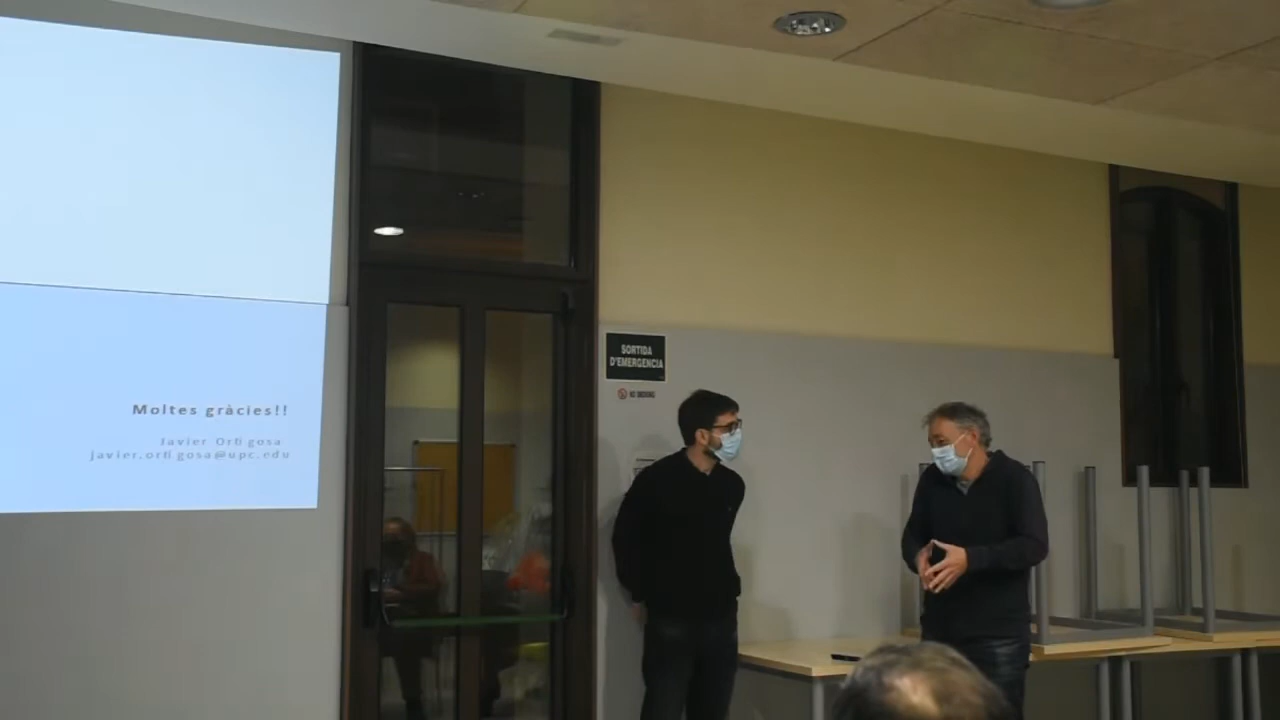 Moltes gràcies!!
Javier Ortigosa
javier.ortigosa@upc.edu
SORTIDA
D'EMERGENCIA